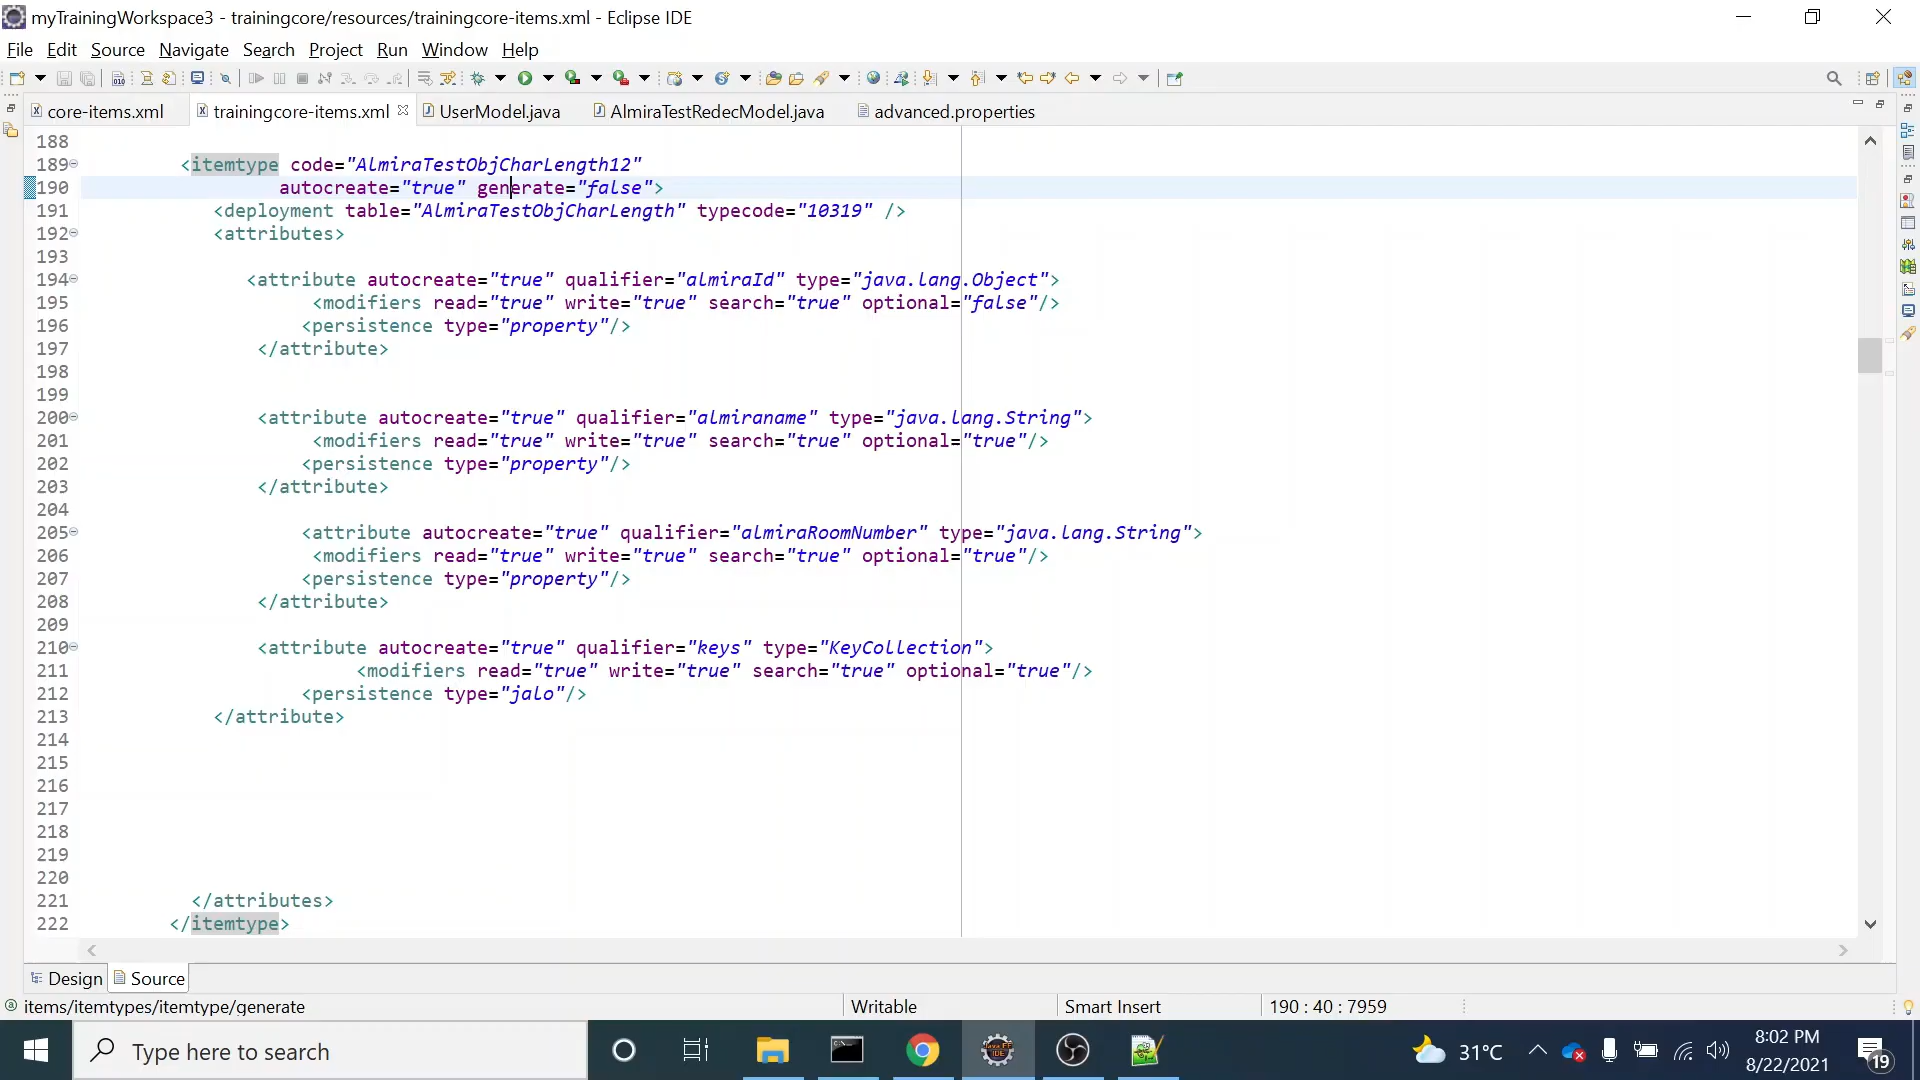 myTrainingWorkspace3 - trainingcore/resources/trainingcore-items.xml - Eclipse IDE
File Edit Source Navigate Search Project Run Window Help
core-items.xml trainingcore-items.xml UserModel.java AlmiraTestRedecModel.java advanced.properties
188
189 <itemtype code="AlmiraTestObjCharLength12"
190 autocreate="true" generate="false">
191 <deployment table="AlmiraTestObjCharLength" typecode="10319" />
192 <attributes>
193
194 <attribute autocreate="true" qualifier="almiraId" type="java.lang.Object">
195 <modifiers read="true" write="true" search="true" optional="false"/>
196 <persistence type="property"/>
197 </attribute>
198
199
200 <attribute autocreate="true" qualifier="almiraname" type="java.lang.String">
201 <modifiers read="true" write="true" search="true" optional="true"/>
202 <persistence type="property"/>
203 </attribute>
204
205 <attribute autocreate="true" qualifier="almiraRoomNumber" type="java.lang.String">
206 <modifiers read="true" write="true" search="true" optional="true"/>
207 <persistence type="property"/>
208 </attribute>
209
210 <attribute autocreate="true" qualifier="keys" type="KeyCollection">
211 <modifiers read="true" write="true" search="true" optional="true"/>
212 <persistence type="jalo"/>
213 </attribute>
214
215
216
217
218
219
220
221 </attributes>
222 </itemtype>
Design Source
items/itemtypes/itemtype/generate Writable Smart Insert 190 : 40 : 7959
Type here to search 31°C 8:02 PM
8/22/2021 19